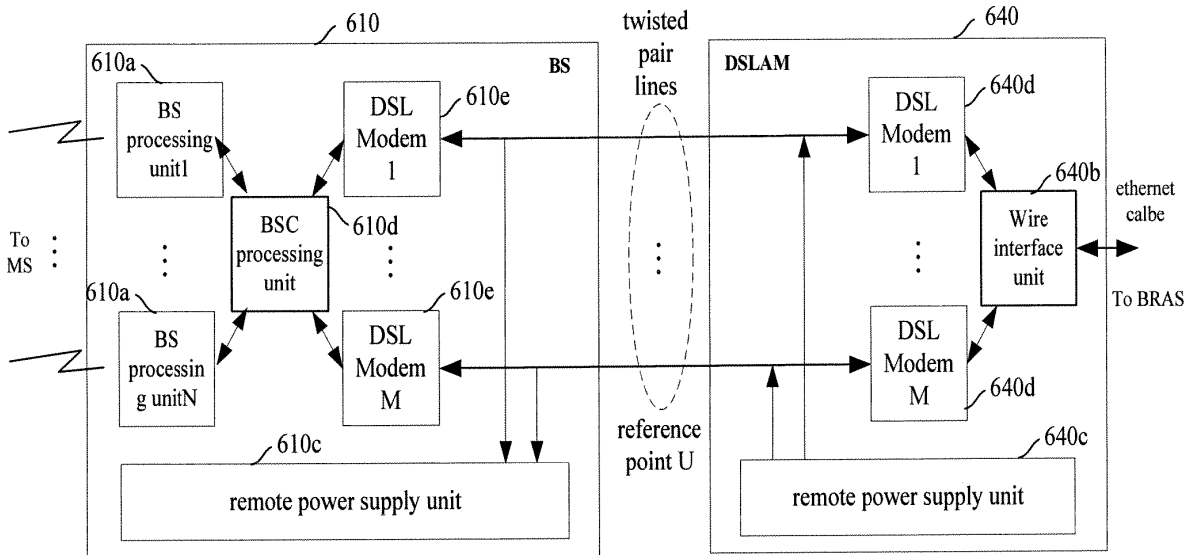 610
BS
610a
BS
processing
unit1
DSL
Modem
1
610e
BSC
processing
unit
610d
To
MS
610a
BS
processin
g unitN
610e
DSL
Modem
M
610c
remote power supply unit
twisted
pair
lines
reference
point U
640
DSLAM
DSL
Modem
1
640d
640b
Wire
interface
unit
ethernet
calbe
To BRAS
DSL
Modem
M
640d
640c
remote power supply unit